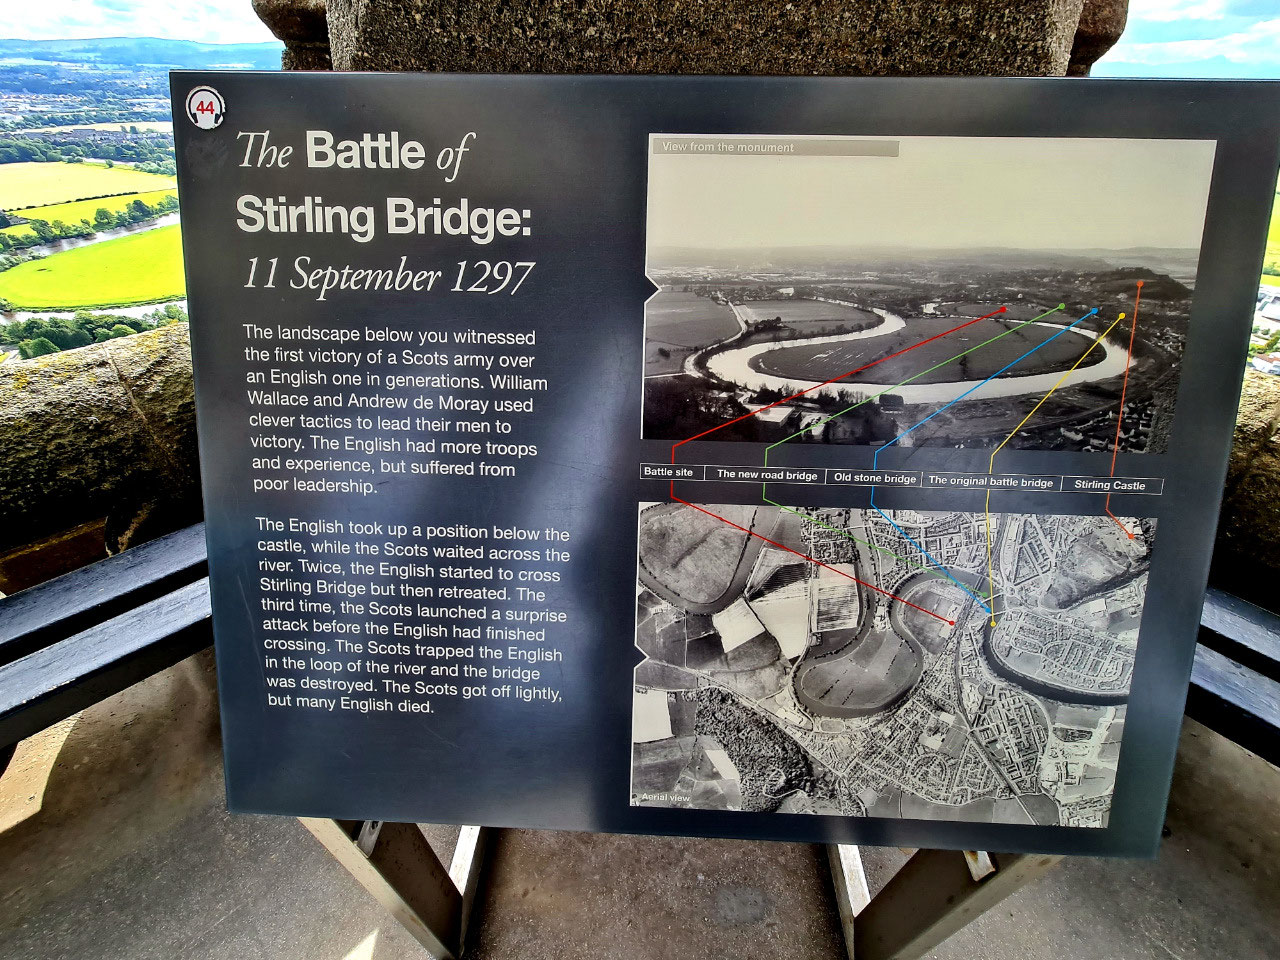 44
The Battle of
Stirling Bridge:
11 September 1297
The landscape below you witnessed
the first victory of a Scots army over
an English one in generations. William
Wallace and Andrew de Moray used
clever tactics to lead their men to
victory. The English had more troops
and experience, but suffered from
poor leadership.
The English took up a position below the
castle, while the Scots waited across the
river. Twice, the English started to cross
Stirling Bridge but then retreated. The
third time, the Scots launched a surprise
attack before the English had finished
crossing. The Scots trapped the English
in the loop of the river and the bridge
was destroyed. The Scots got off lightly,
but many English died.
View from the monument
Battle site
The new road bridge
Old stone bridge
The original battle bridge
Stirling Castle
Aerial view